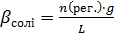 β_солі = n(рег.)·g / L